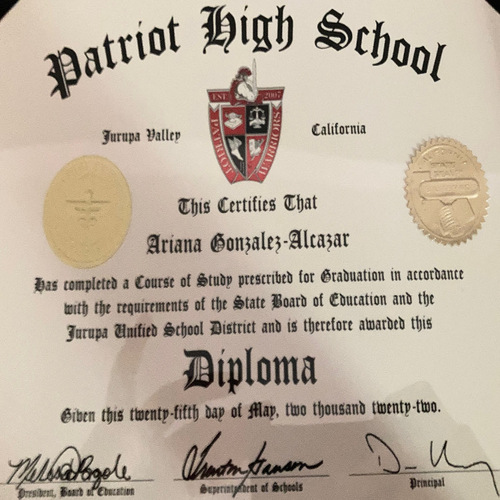 Patriot High School
EST 2007
PATRIOT WARRIORS
Jurupa Valley California
This Certifies That
Ariana Gonzalez-Alcazar
Has completed a Course of Study prescribed for Graduation in accordance
with the requirements of the State Board of Education and the
Jurupa Unified School District and is therefore awarded this
Diploma
Given this twenty-fifth day of May, two thousand twenty-two.
President, Board of Education Superintendent of Schools Principal